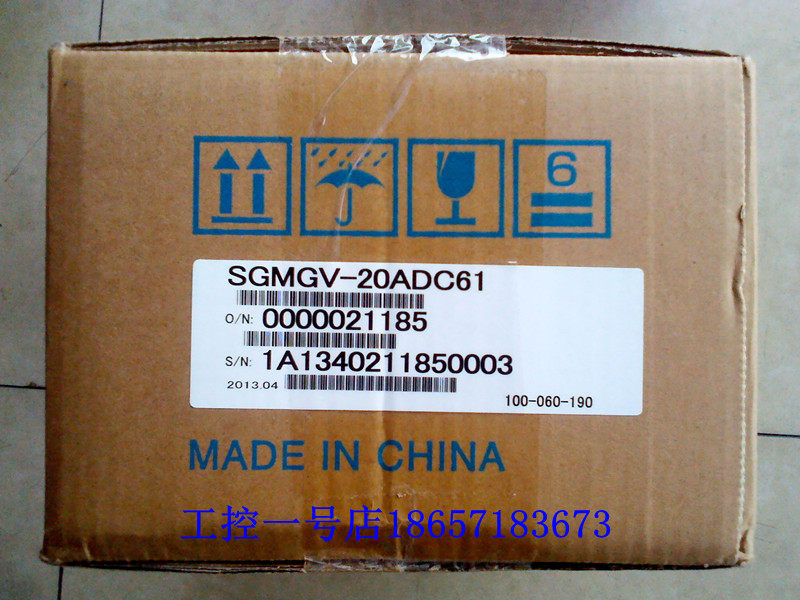 6
SGMGV-20ADC61
O/N: 0000021185
S/N: 1A1340211850003
2013.04
100-060-190
MADE IN CHINA
工控一号店18657183673